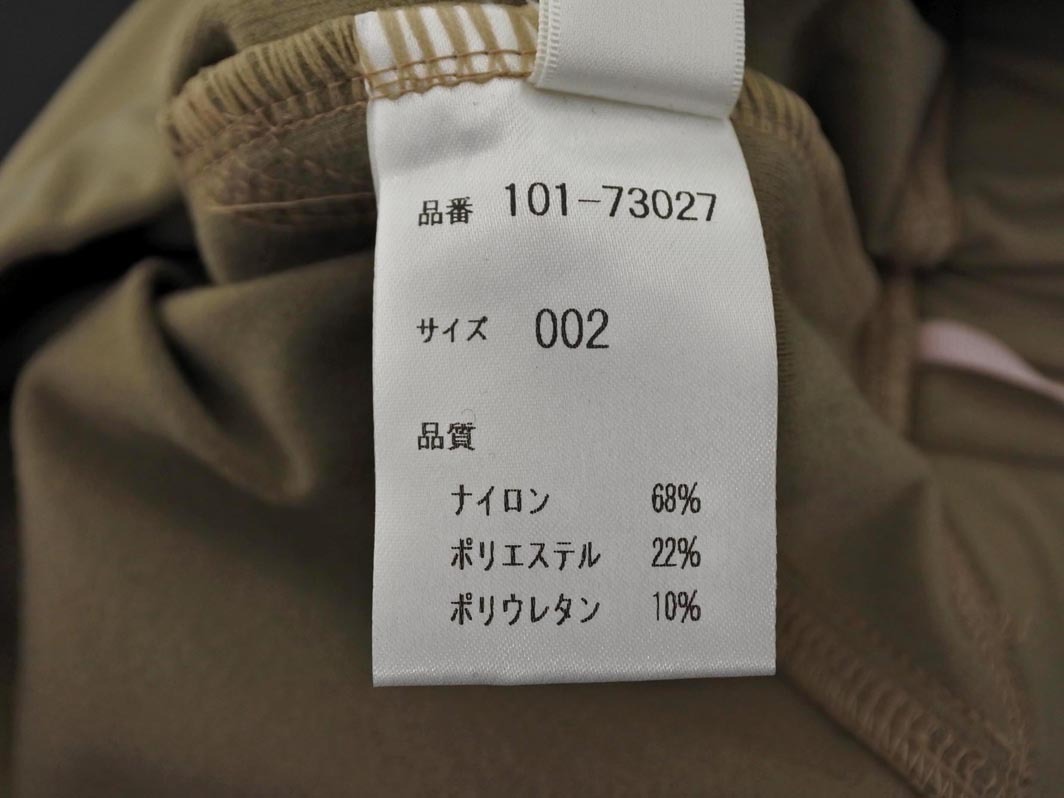 品番 101-73027
サイズ 002
品質
ナイロン 68%
ポリエステル 22%
ポリウレタン 10%